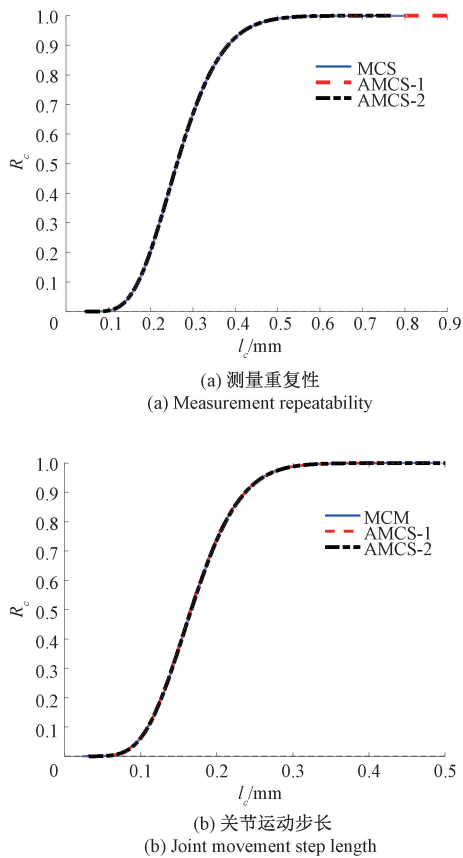 1.0
0.9
0.8
0.7
0.6
0.5
0.4
0.3
0.2
0.1
0
R_c
MCS
AMCS-1
AMCS-2
0.1 0.2 0.3 0.4 0.5 0.6 0.7 0.8 0.9
l_c/mm
(a) 测量重复性
(a) Measurement repeatability
1.0
0.9
0.8
0.7
0.6
0.5
0.4
0.3
0.2
0.1
0
R_c
MCM
AMCS-1
AMCS-2
0.1 0.2 0.3 0.4 0.5
l_c/mm
(b) 关节运动步长
(b) Joint movement step length